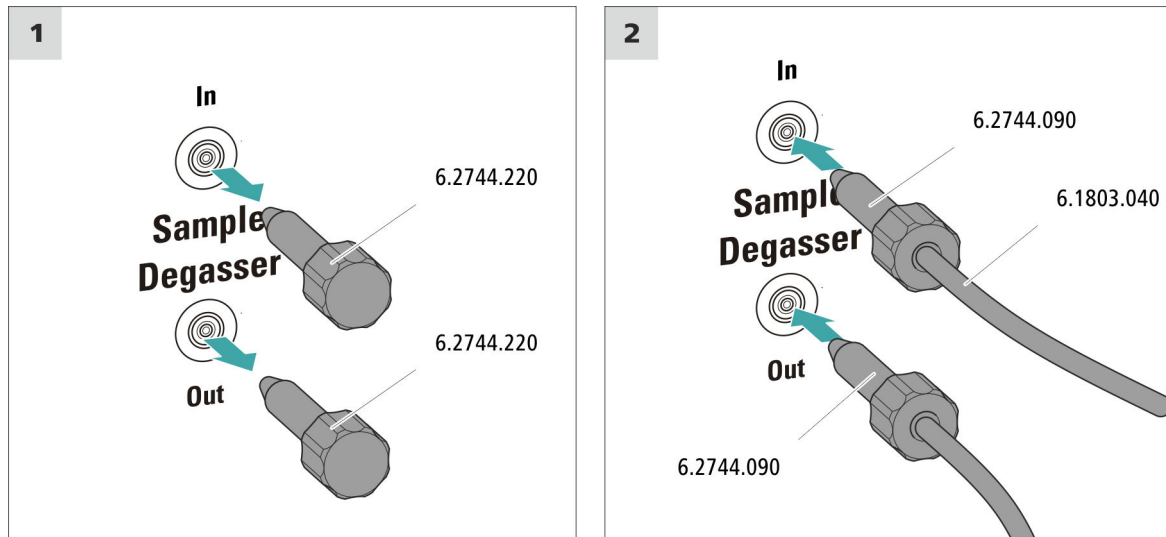 1
In
6.2744.220
Sample
Degasser
6.2744.220
Out
2
In
6.2744.090
6.1803.040
Sample
Degasser
Out
6.2744.090